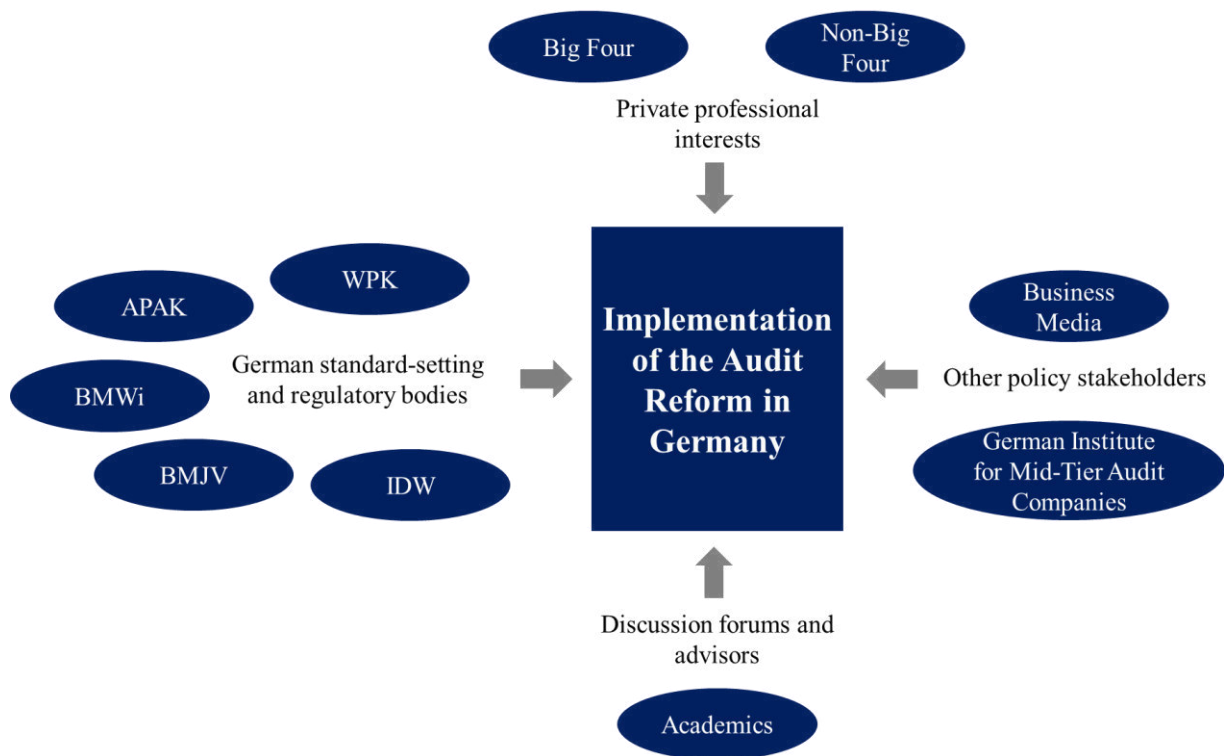 Big Four
Non-Big
Four
Private professional
interests
WPK
APAK
German standard-setting
and regulatory bodies
BMWi
BMJV
IDW
Implementation
of the Audit
Reform in
Germany
Business
Media
Other policy stakeholders
German Institute
for Mid-Tier Audit
Companies
Discussion forums and
advisors
Academics